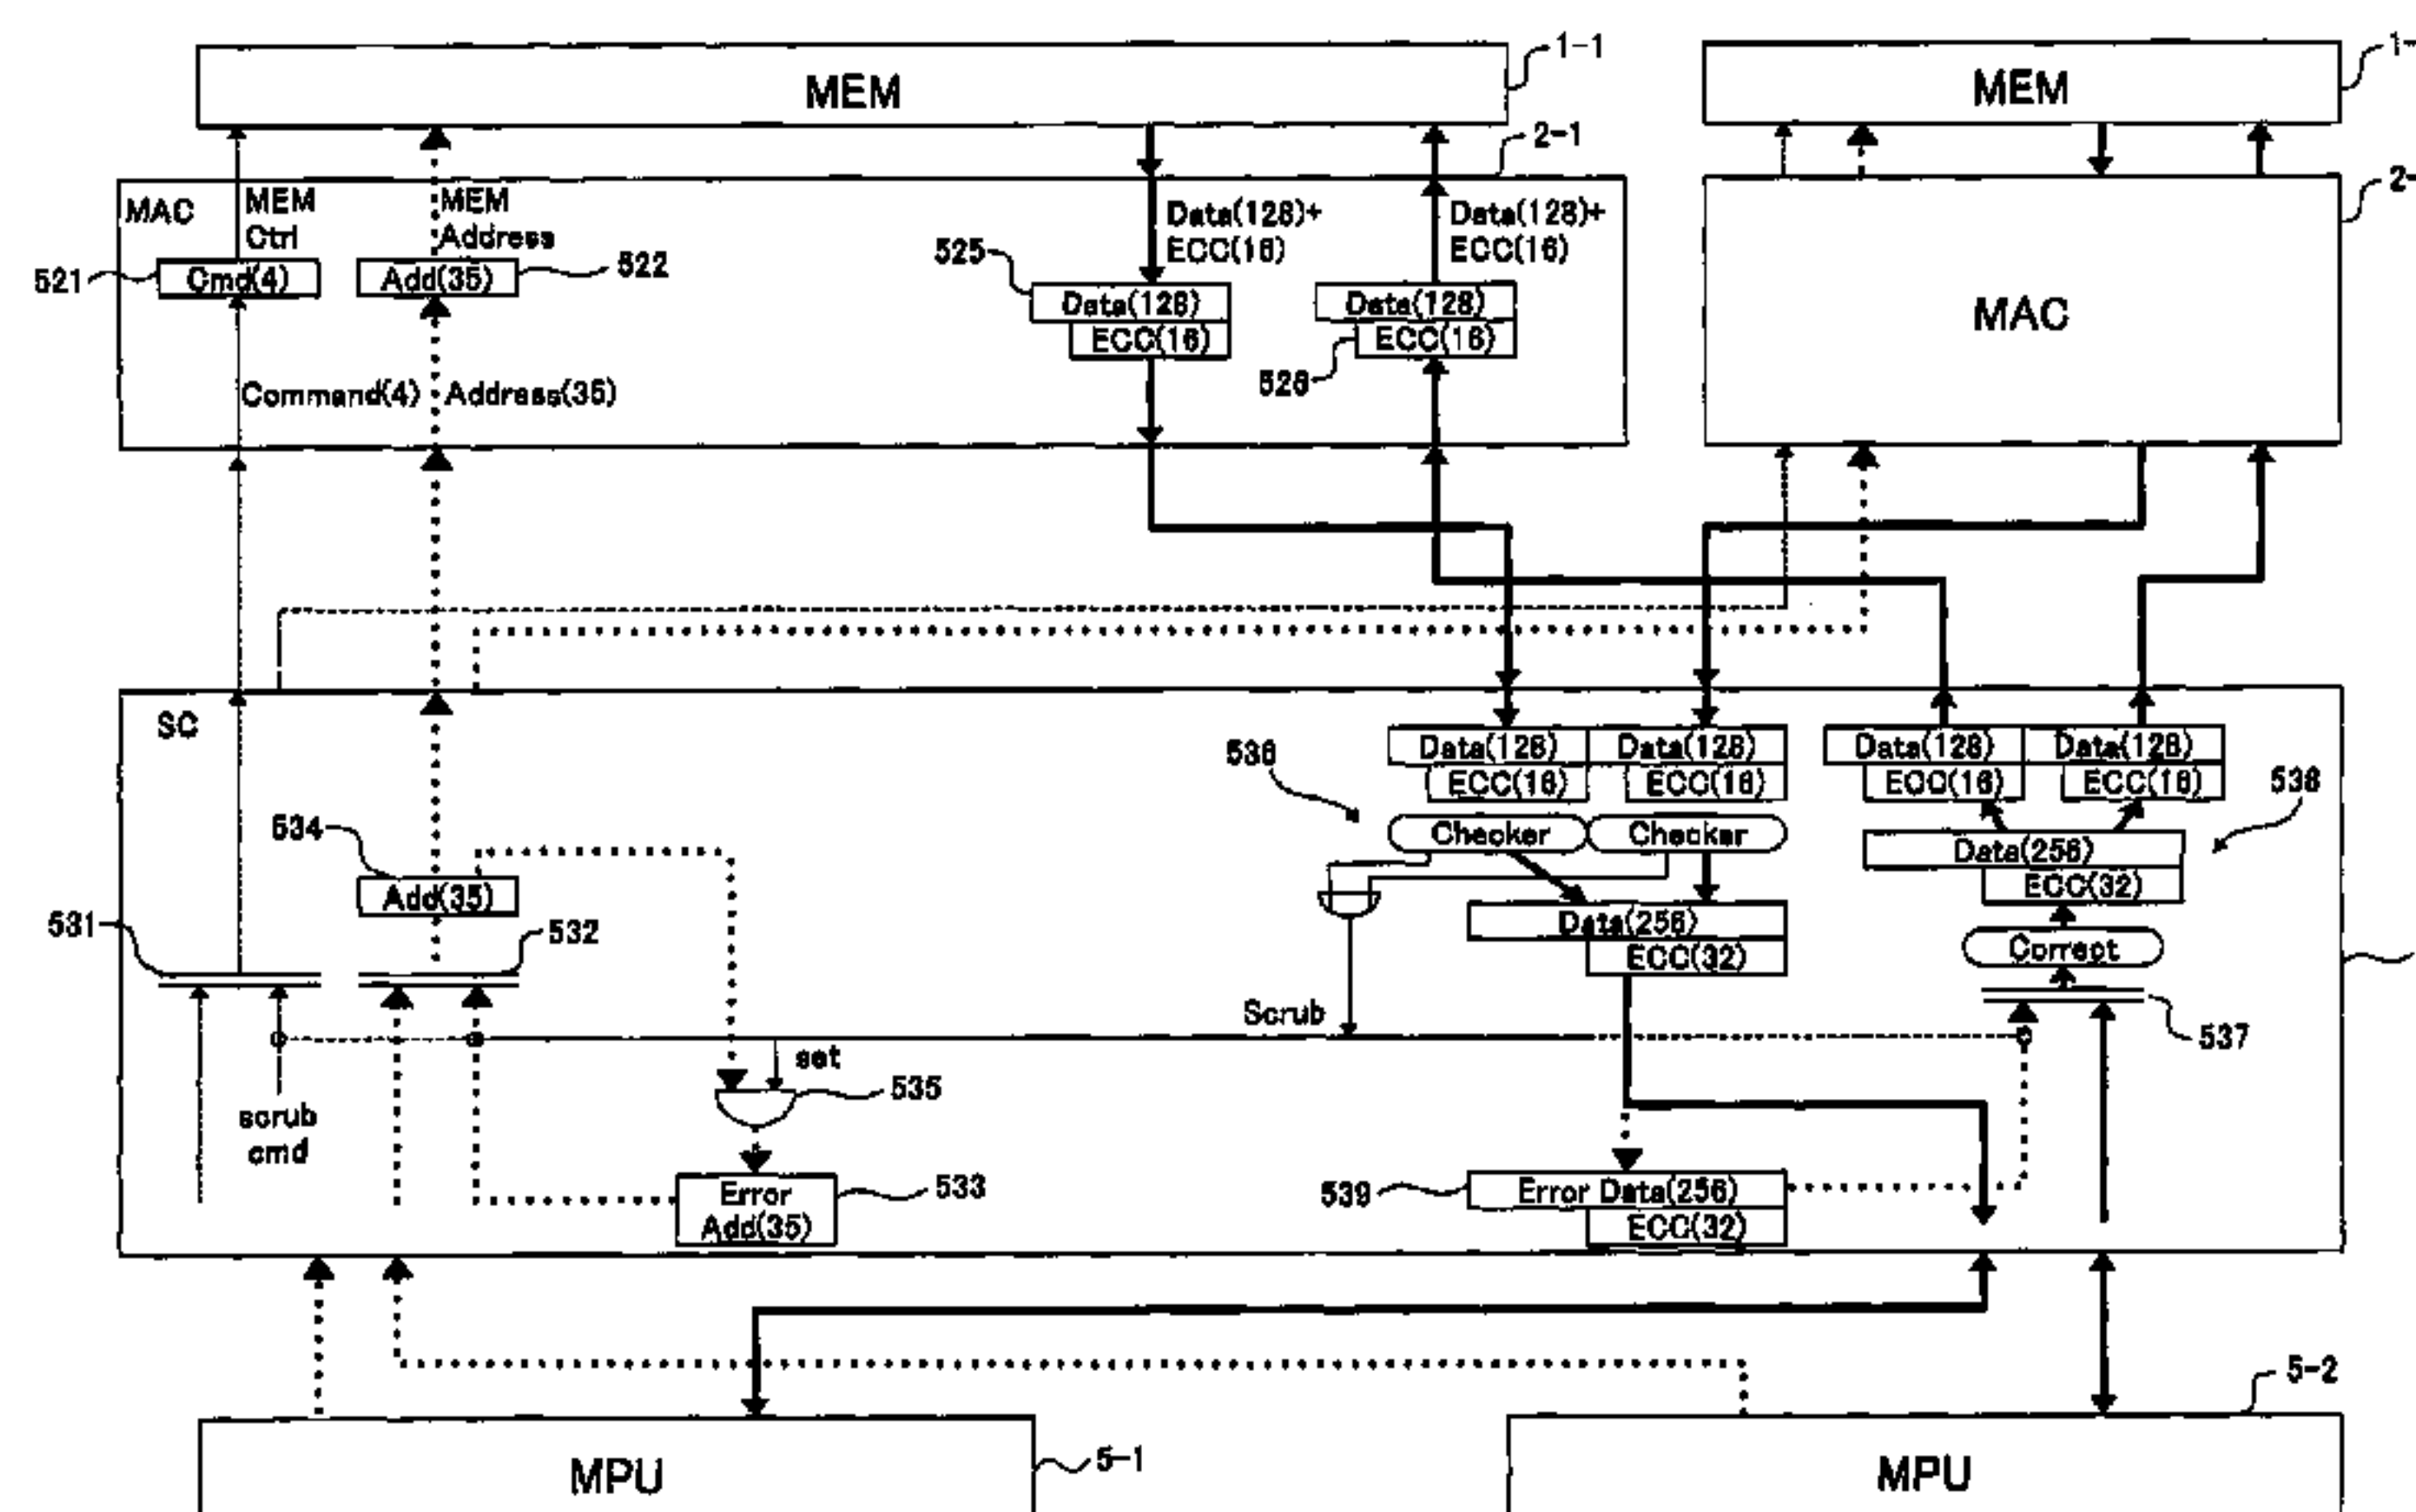 MEM
1-1
MEM
1-
2-1
MAC
MEM
Ctrl
MEM
Address
Data(128)+
ECC(16)
Data(128)+
ECC(16)
2-
521
Cmd(4)
Add(35)
522
525
Data(128)
ECC(16)
Data(128)
ECC(16)
526
MAC
Command(4)
Address(35)
SC
536
Data(128)
Data(128)
ECC(16)
ECC(16)
Data(128)
Data(128)
ECC(16)
ECC(16)
538
534
Add(35)
Checker
Checker
Data(256)
ECC(32)
531
532
Data(256)
ECC(32)
Correct
Scrub
537
set
535
scrub
cmd
Error
Add(35)
533
539
Error Data(256)
ECC(32)
5-2
MPU
5-1
MPU